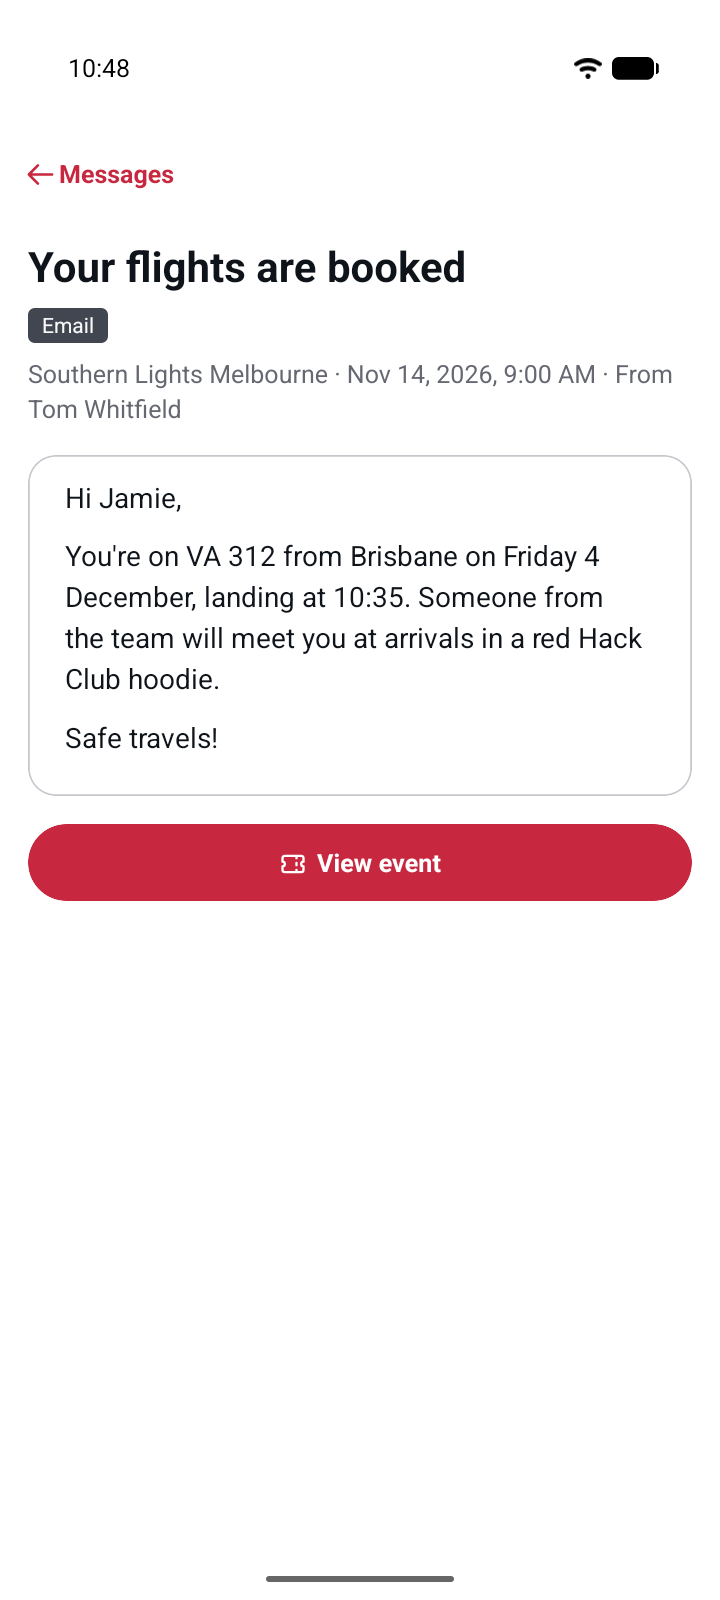 10:48
Messages
Your flights are booked
Email
Southern Lights Melbourne · Nov 14, 2026, 9:00 AM · From
Tom Whitfield
Hi Jamie,
You're on VA 312 from Brisbane on Friday 4
December, landing at 10:35. Someone from
the team will meet you at arrivals in a red Hack
Club hoodie.
Safe travels!
View event